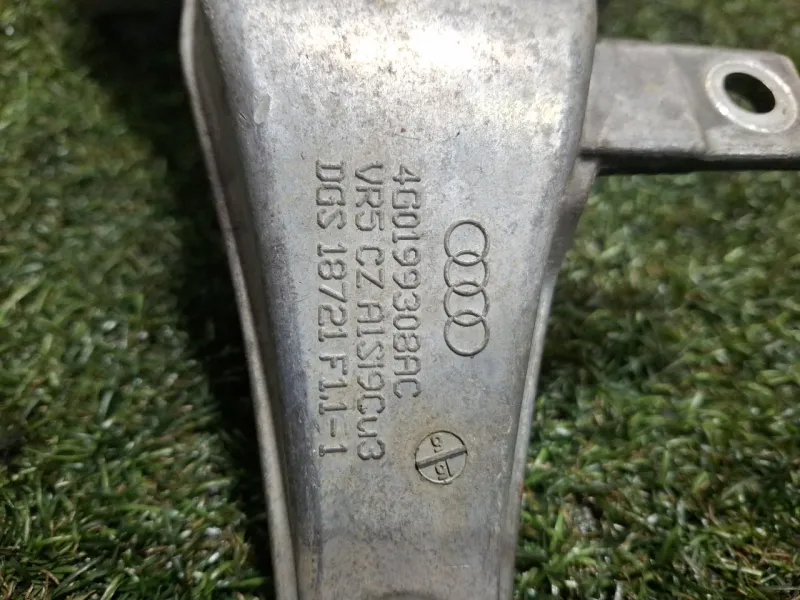 4G0199308AC
VR5 CZ AlSi9Cu3
DGS 18721 F1.1-1